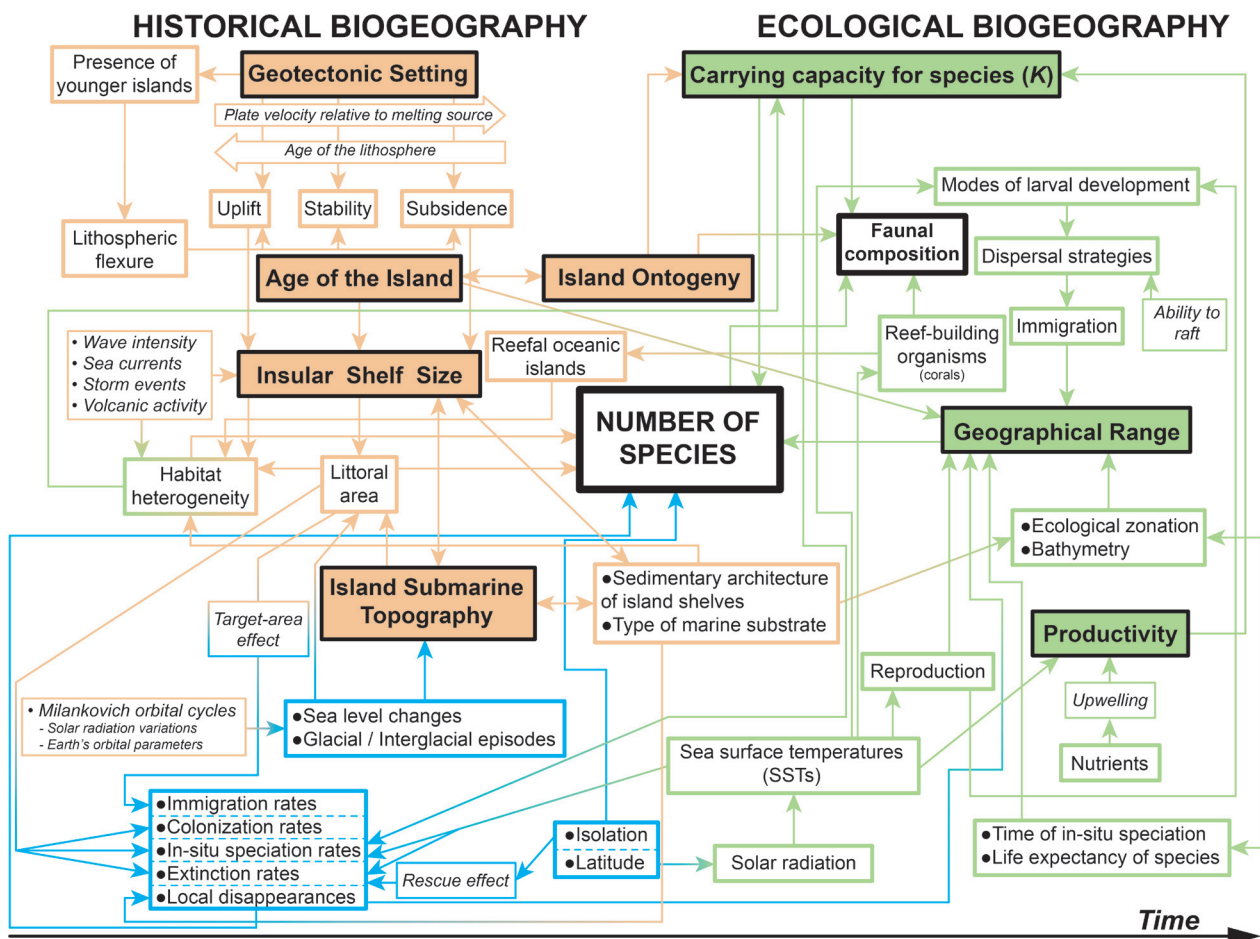 HISTORICAL BIOGEOGRAPHY
ECOLOGICAL BIOGEOGRAPHY
Presence of
younger islands
Geotectonic Setting
Carrying capacity for species (K)
Plate velocity relative to melting source
Age of the lithosphere
Uplift
Stability
Subsidence
Modes of larval development
Lithospheric
flexure
Faunal
composition
Dispersal strategies
Age of the Island
Island Ontogeny
Ability to
raft
Immigration
• Wave intensity
• Sea currents
• Storm events
• Volcanic activity
Insular Shelf Size
Reefal oceanic
islands
Reef-building
organisms
(corals)
NUMBER OF
SPECIES
Geographical Range
Habitat
heterogeneity
Littoral
area
●Ecological zonation
●Bathymetry
Island Submarine
Topography
●Sedimentary architecture
of island shelves
●Type of marine substrate
Target-area
effect
Productivity
Reproduction
Upwelling
Nutrients
• Milankovich orbital cycles
- Solar radiation variations
- Earth's orbital parameters
●Sea level changes
●Glacial / Interglacial episodes
Sea surface temperatures
(SSTs)
●Immigration rates
●Colonization rates
●In-situ speciation rates
●Extinction rates
●Local disappearances
Rescue effect
●Isolation
●Latitude
Solar radiation
●Time of in-situ speciation
●Life expectancy of species
Time